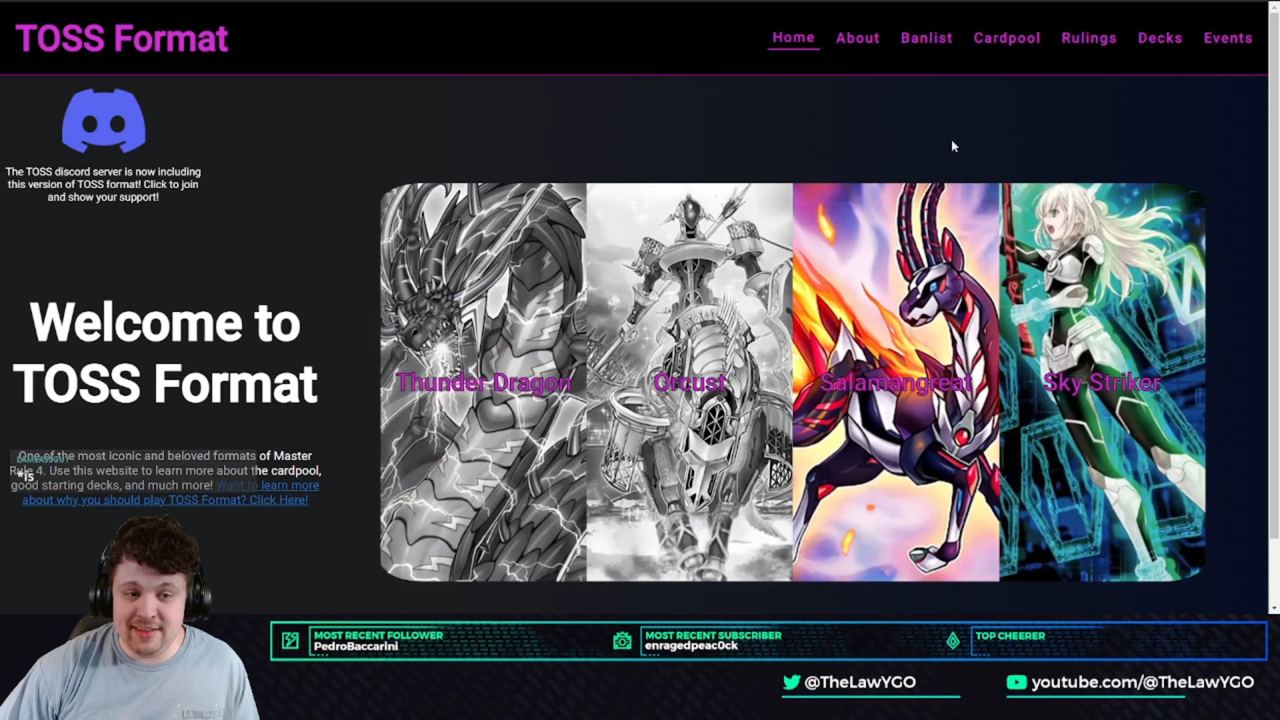 TOSS Format
Home About Banlist Cardpool Rulings Decks Events
The TOSS discord server is now including
this version of TOSS format! Click to join
and show your support!
Welcome to
TOSS Format
Thunder Dragon
Orcust
Salamangreat
Sky Striker
One of the most iconic and beloved formats of Master
Rule 4. Use this website to learn more about the cardpool,
good starting decks, and much more! Want to learn more
about why you should play TOSS Format? Click Here!
*is
MOST RECENT FOLLOWER
PedroBaccarini
MOST RECENT SUBSCRIBER
enragedpeac0ck
TOP CHEERER
@TheLawYGO
youtube.com/@TheLawYGO